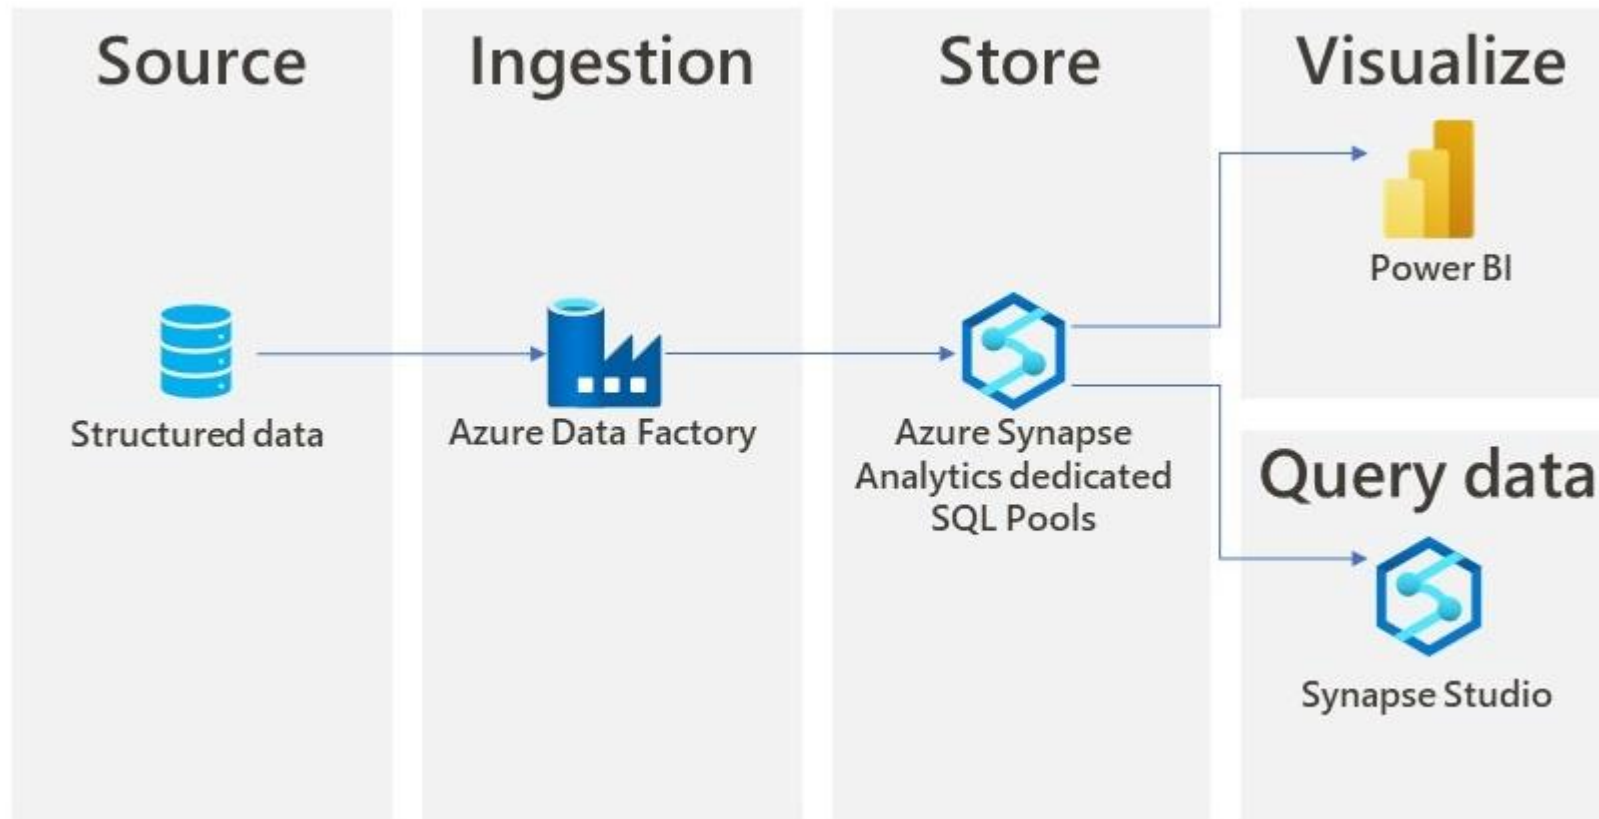 Source
Structured data
Ingestion
Azure Data Factory
Store
Azure Synapse
Analytics dedicated
SQL Pools
Visualize
Power BI
Query data
Synapse Studio